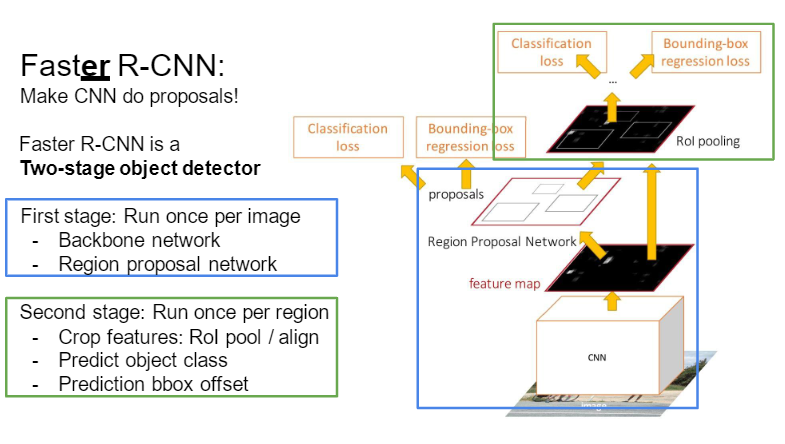 Faster R-CNN:
Make CNN do proposals!
Faster R-CNN is a
Two-stage object detector
First stage: Run once per image
- Backbone network
- Region proposal network
Second stage: Run once per region
- Crop features: RoI pool / align
- Predict object class
- Prediction bbox offset
Classification
loss
Bounding-box
regression loss
...
RoI pooling
Classification
loss
Bounding-box
regression loss
proposals
Region Proposal Network
feature map
CNN